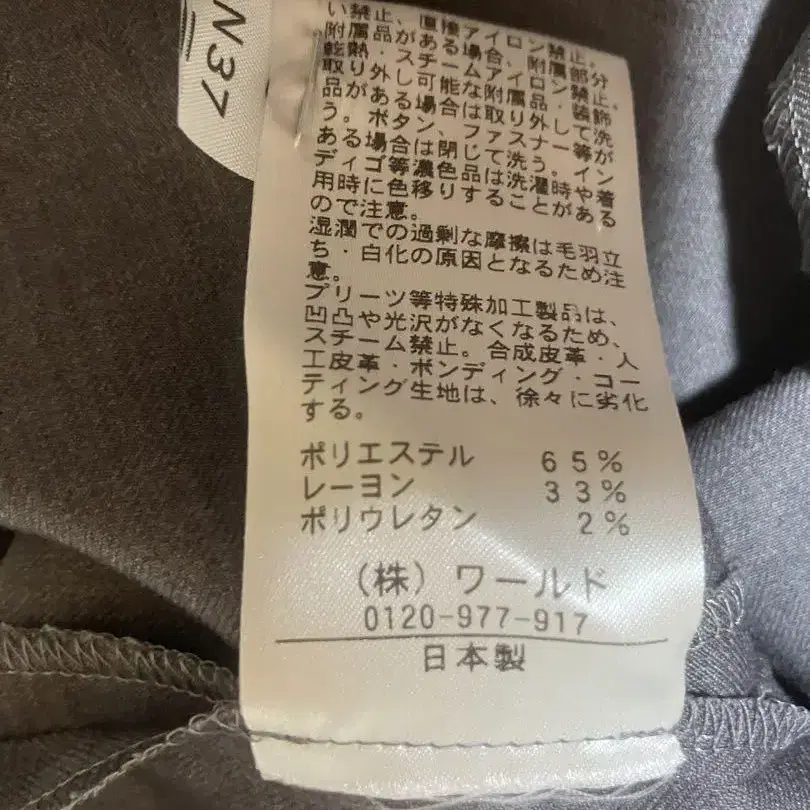 N37
い禁止、直接アイロン禁止。
附属品がある場合、附属部分
乾熱・スチームアイロン禁止。
取り外し可能な附属品・装飾
品がある場合は取り外して洗
う。ボタン、ファスナー等が
ある場合は閉じて洗う。イン
ディゴ等濃色品は洗濯時や着
用時に色移りすることがある
ので注意。
湿潤での過剰な摩擦は毛羽立
ち・白化の原因となるため注
意。
プリーツ等特殊加工製品は、
凹凸や光沢がなくなるため、
スチーム禁止。合成皮革・人
工皮革・ボンディング・コー
ティング生地は、徐々に劣化
する。
ポリエステル 65%
レーヨン 33%
ポリウレタン 2%
(株)ワールド
0120-977-917
日本製